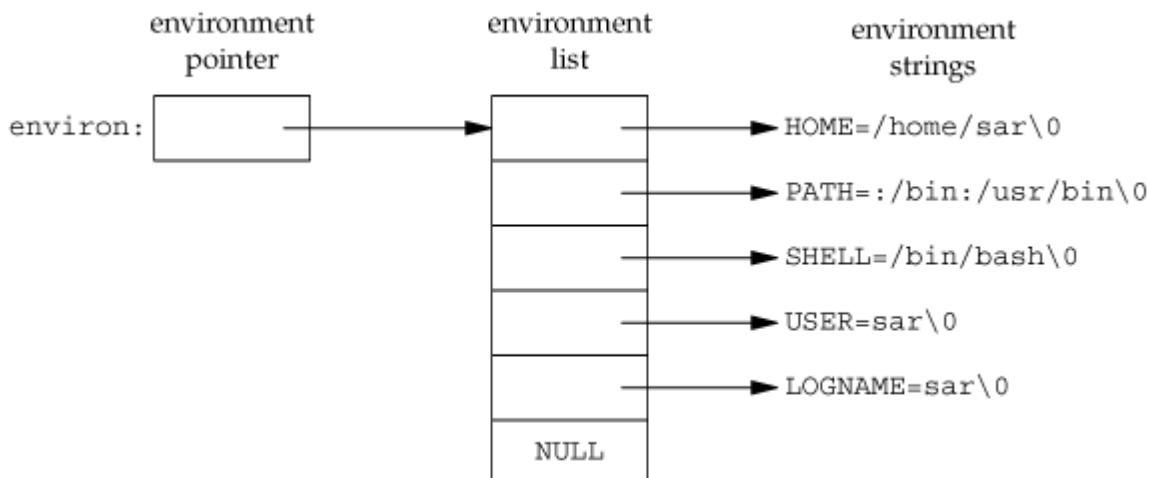 environment
pointer
environment
list
environment
strings
environ:
HOME=/home/sar\0
PATH=:/bin:/usr/bin\0
SHELL=/bin/bash\0
USER=sar\0
LOGNAME=sar\0
NULL